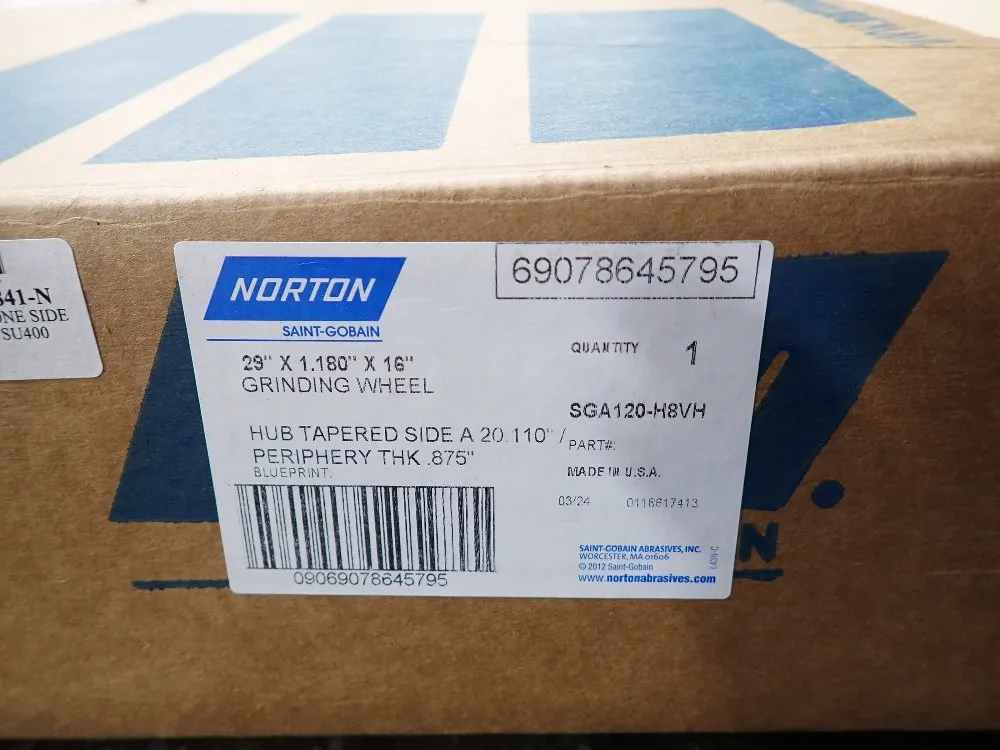 41-N
ONE SIDE
SU400
NORTON
SAINT-GOBAIN
69078645795
29" X 1.180" X 16"
GRINDING WHEEL
QUANTITY 1
SGA120-H8VH
HUB TAPERED SIDE A 20.110" /
PERIPHERY THK .875"
PART#:
BLUEPRINT:
MADE IN U.S.A.
03/24 0116617413
09069078645795
SAINT-GOBAIN ABRASIVES, INC.
WORCESTER, MA 01606
© 2012 Saint-Gobain
www.nortonabrasives.com
N